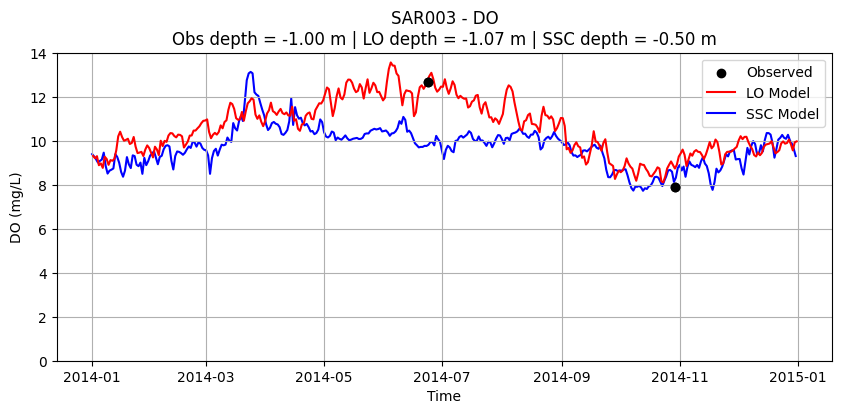 SAR003 - DO
Obs depth = -1.00 m | LO depth = -1.07 m | SSC depth = -0.50 m
14
12
10
8
6
4
2
0
DO (mg/L)
Observed
LO Model
SSC Model
2014-01
2014-03
2014-05
2014-07
2014-09
2014-11
2015-01
Time